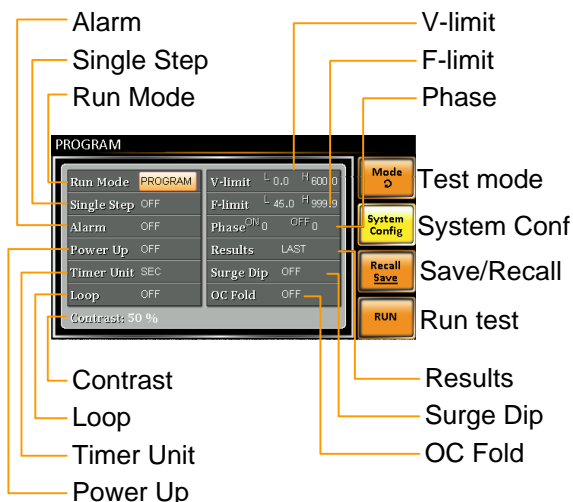 Alarm
Single Step
Run Mode
V-limit
F-limit
Phase
PROGRAM
Run Mode PROGRAM
Single Step OFF
Alarm OFF
Power Up OFF
Timer Unit SEC
Loop OFF
Contrast: 50 %
V-limit L 0.0 H 600.0
F-limit L 45.0 H 999.9
Phase ON 0 OFF 0
Results LAST
Surge Dip OFF
OC Fold OFF
Mode
System
Config
Recall
Save
RUN
Test mode
System Conf
Save/Recall
Run test
Contrast
Loop
Timer Unit
Power Up
Results
Surge Dip
OC Fold